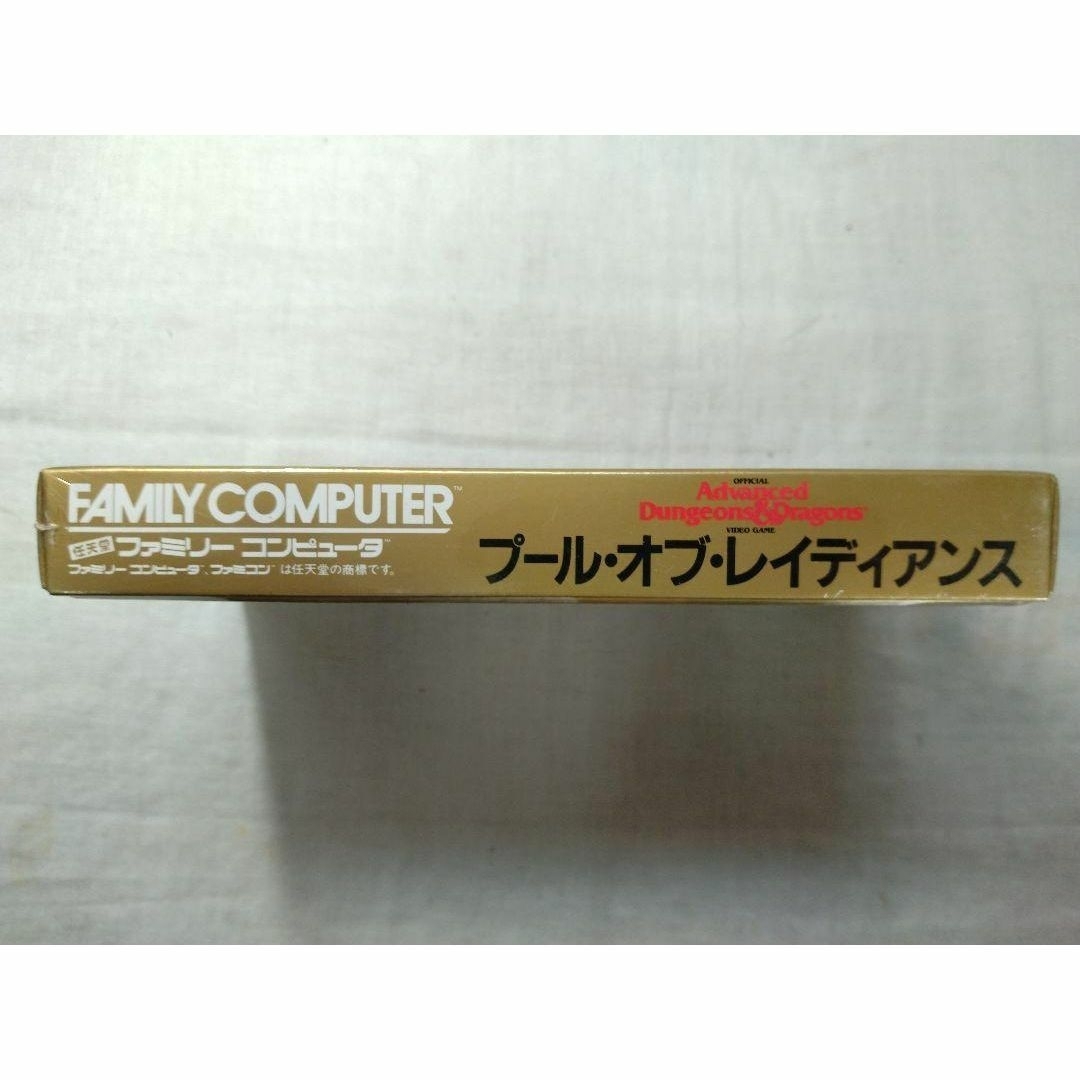 FAMILY COMPUTER™
任天堂 ファミリー コンピュータ™
ファミリー コンピュータ、ファミコン™は任天堂の商標です。
OFFICIAL
Advanced
Dungeons & Dragons®
VIDEO GAME
プール・オブ・レイディアンス